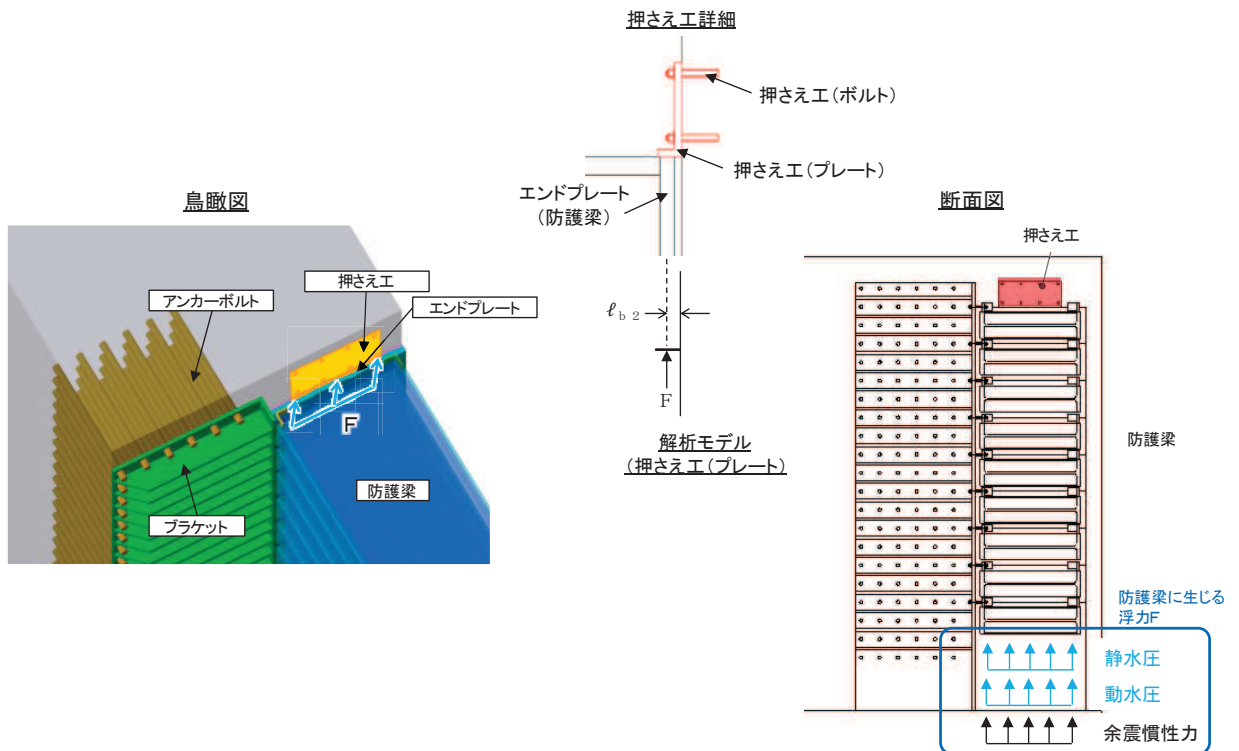 押さえ工詳細
押さえ工(ボルト)
押さえ工(プレート)
エンドプレート
(防護梁)
ℓb2
F
解析モデル
(押さえ工(プレート)
鳥瞰図
押さえ工
アンカーボルト
エンドプレート
F
防護梁
ブラケット
断面図
押さえ工
防護梁
防護梁に生じる
浮力F
静水圧
動水圧
余震慣性力